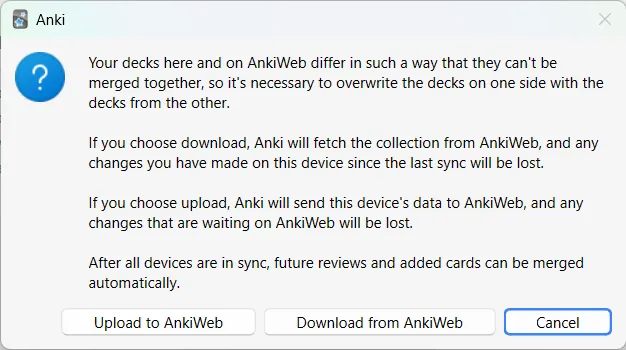 Anki
Your decks here and on AnkiWeb differ in such a way that they can't be
merged together, so it's necessary to overwrite the decks on one side with the
decks from the other.
If you choose download, Anki will fetch the collection from AnkiWeb, and any
changes you have made on this device since the last sync will be lost.
If you choose upload, Anki will send this device's data to AnkiWeb, and any
changes that are waiting on AnkiWeb will be lost.
After all devices are in sync, future reviews and added cards can be merged
automatically.
Upload to AnkiWeb Download from AnkiWeb Cancel